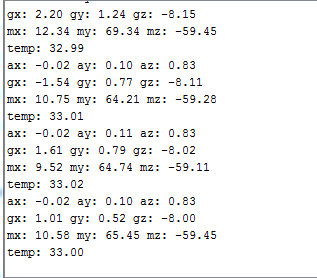 gx: 2.20 gy: 1.24 gz: -8.15
mx: 12.34 my: 69.34 mz: -59.45
temp: 32.99
ax: -0.02 ay: 0.10 az: 0.83
gx: -1.54 gy: 0.77 gz: -8.11
mx: 10.75 my: 64.21 mz: -59.28
temp: 33.01
ax: -0.02 ay: 0.11 az: 0.83
gx: 1.61 gy: 0.79 gz: -8.02
mx: 9.52 my: 64.74 mz: -59.11
temp: 33.02
ax: -0.02 ay: 0.10 az: 0.83
gx: 1.01 gy: 0.52 gz: -8.00
mx: 10.58 my: 65.45 mz: -59.45
temp: 33.00